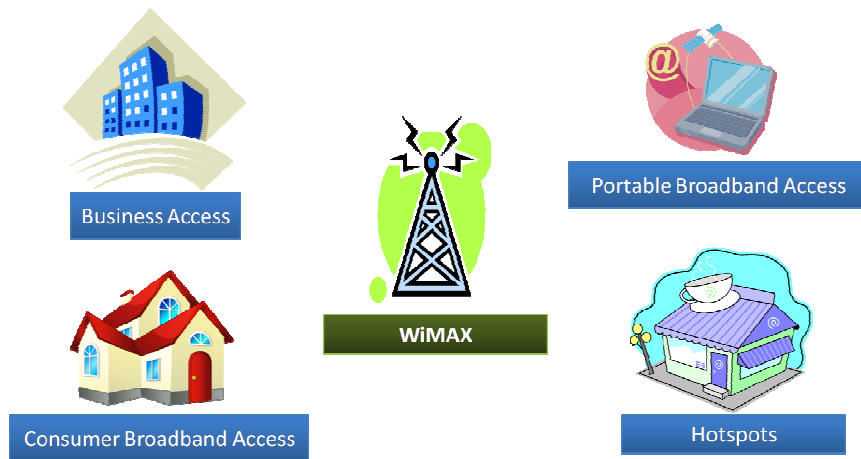 @
Business Access
Portable Broadband Access
WiMAX
Consumer Broadband Access
Hotspots